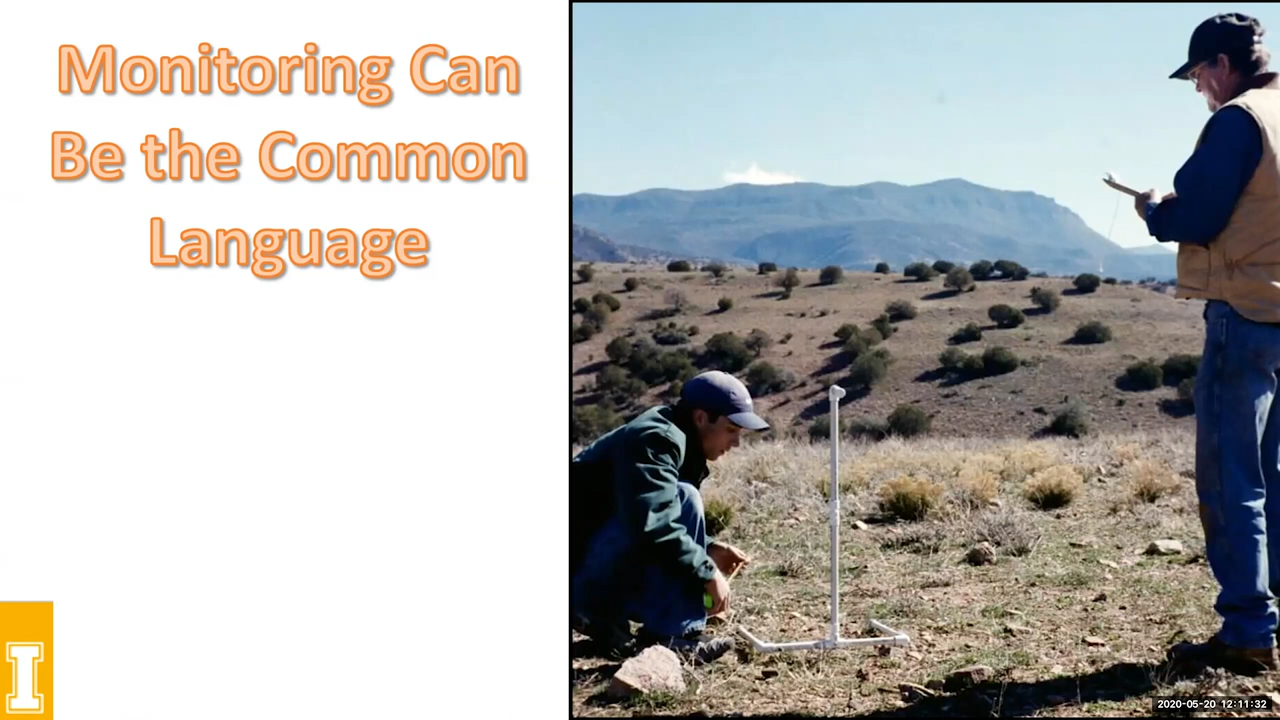 Monitoring Can
Be the Common
Language
I
2020-05-20 12:11:32